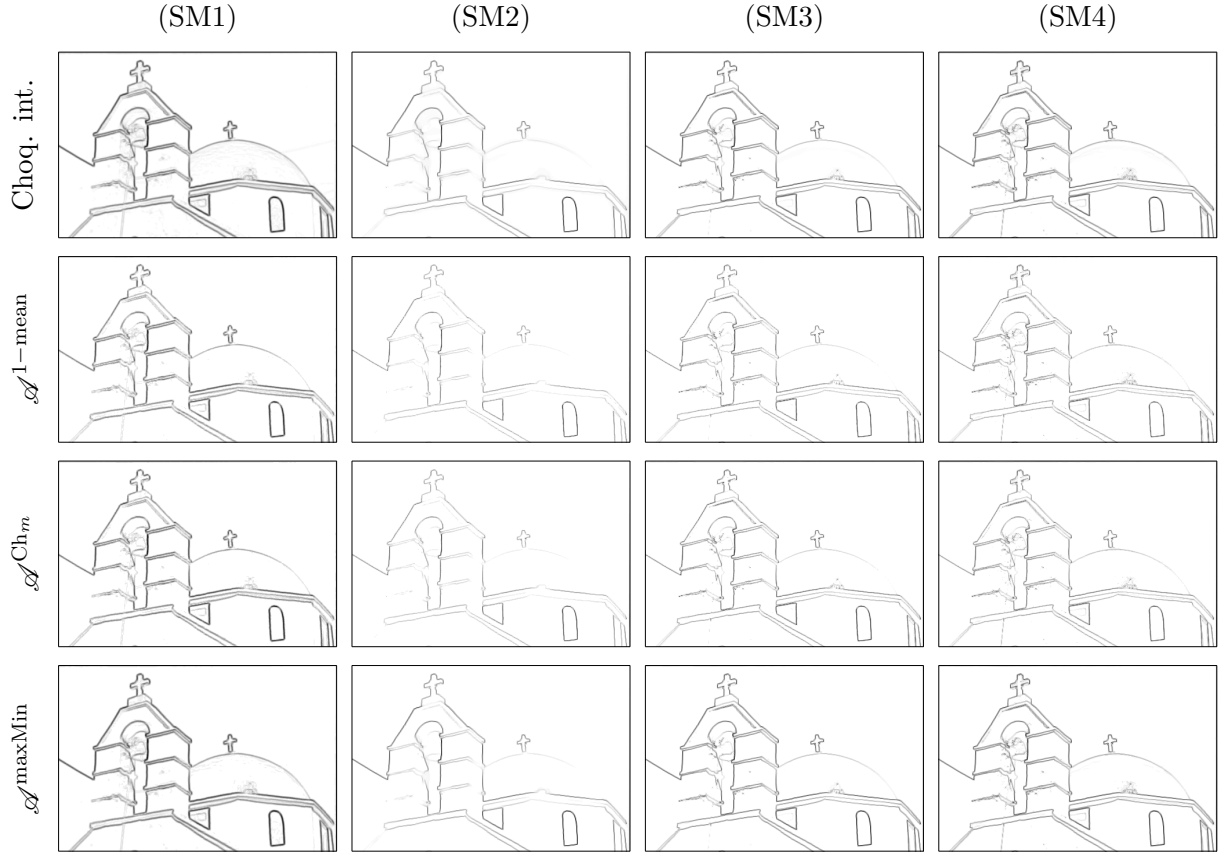 (SM1) (SM2) (SM3) (SM4)
Choq. int.
𝒜^{1−mean}
𝒜^{Ch_m}
𝒜^{maxMin}